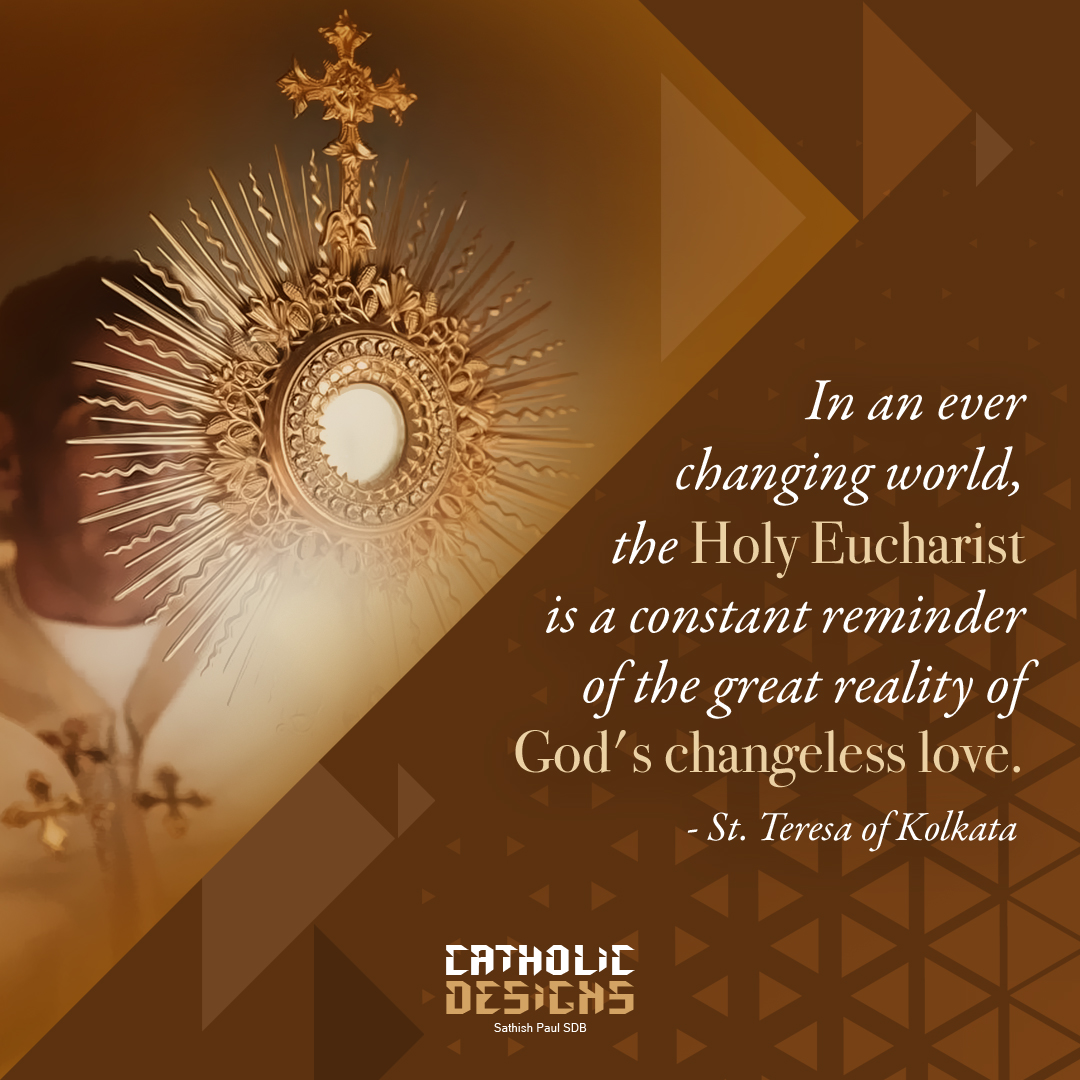 In an ever
changing world,
the Holy Eucharist
is a constant reminder
of the great reality of
God's changeless love.
- St. Teresa of Kolkata
CATHOLIC
DESIGNS
Sathish Paul SDB